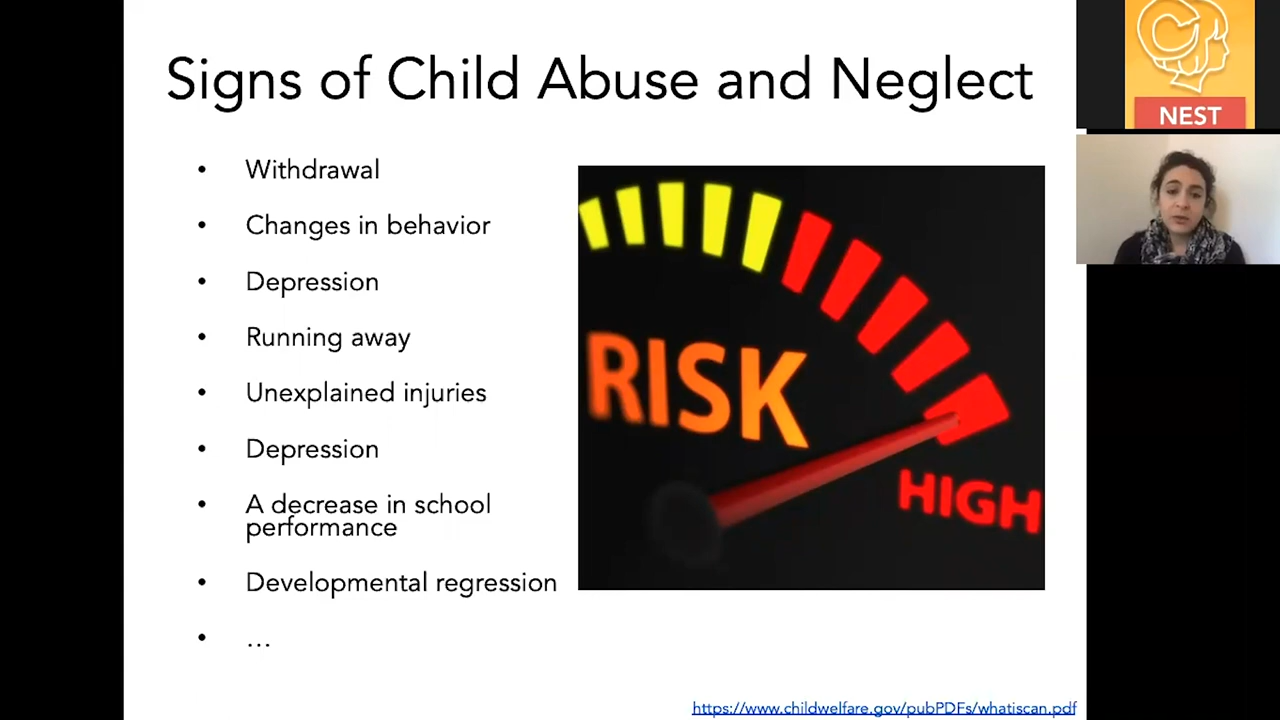 Signs of Child Abuse and Neglect
NEST
• Withdrawal
• Changes in behavior
• Depression
• Running away
• Unexplained injuries
• Depression
• A decrease in school
performance
• Developmental regression
• ...
RISK
HIGH
https://www.childwelfare.gov/pubPDFs/whatiscan.pdf